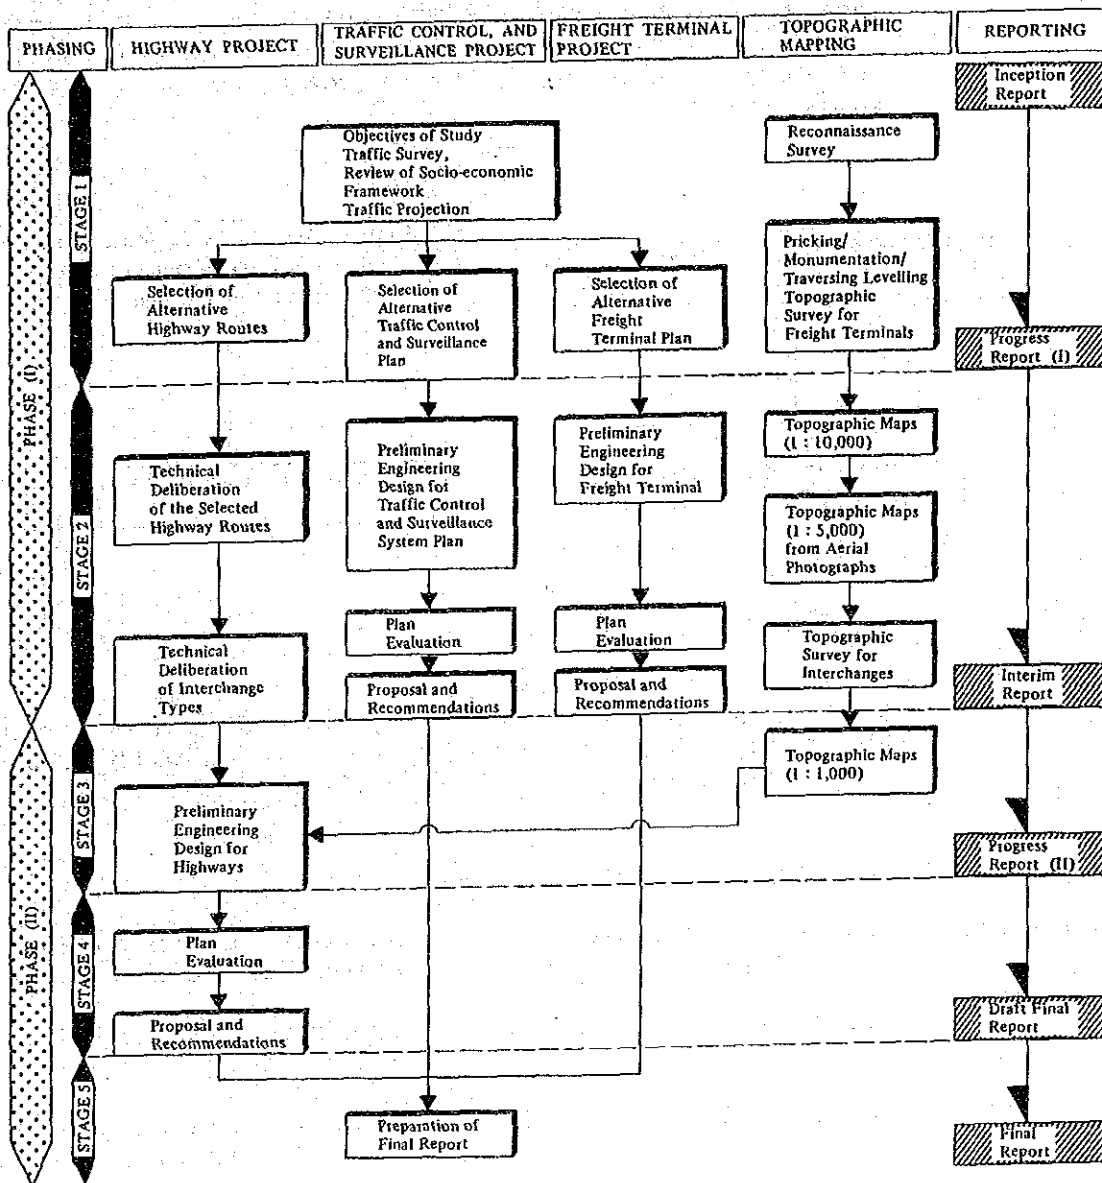 PHASING
HIGHWAY PROJECT
TRAFFIC CONTROL, AND
SURVEILLANCE PROJECT
FREIGHT TERMINAL
PROJECT
TOPOGRAPHIC
MAPPING
REPORTING
PHASE (I)
PHASE (II)
STAGE 1
STAGE 2
STAGE 3
STAGE 4
STAGE 5
Objectives of Study
Traffic Survey,
Review of Socio-economic
Framework
Traffic Projection
Selection of
Alternative
Highway Routes
Technical
Deliberation
of the Selected
Highway Routes
Technical
Deliberation
of Interchange
Types
Preliminary
Engineering
Design for
Highways
Plan
Evaluation
Proposal and
Recommendations
Selection of
Alternative
Traffic Control
and Surveillance
Plan
Preliminary
Engineering
Design for
Traffic Control
and Surveillance
System Plan
Plan
Evaluation
Proposal and
Recommendations
Preparation of
Final Report
Selection of
Alternative
Freight
Terminal Plan
Preliminary
Engineering
Design for
Freight Terminal
Plan
Evaluation
Proposal and
Recommendations
Reconnaissance
Survey
Pricking/
Monumentation/
Traversing Levelling
Topographic
Survey for
Freight Terminals
Topographic Maps
(1 : 10,000)
Topographic Maps
(1 : 5,000)
from Aerial
Photographs
Topographic
Survey for
Interchanges
Topographic Maps
(1 : 1,000)
Inception
Report
Progress
Report (I)
Interim
Report
Progress
Report (II)
Draft Final
Report
Final
Report